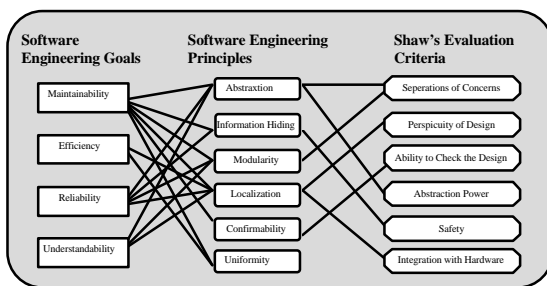 Software
Engineering Goals
Software Engineering
Principles
Shaw's Evaluation
Criteria
Maintainability
Efficiency
Reliability
Understandability
Abstraxtion
Information Hiding
Modularity
Localization
Confirmability
Uniformity
Seperations of Concerns
Perspicuity of Design
Ability to Check the Design
Abstraction Power
Safety
Integration with Hardware